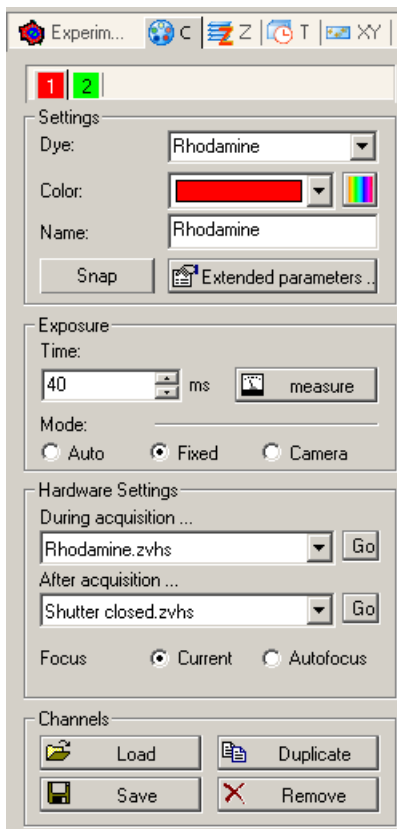 Experim... C Z T XY
1 2
Settings
Dye: Rhodamine
Color:
Name: Rhodamine
Snap Extended parameters ..
Exposure
Time:
40 ms measure
Mode:
Auto Fixed Camera
Hardware Settings
During acquisition ...
Rhodamine.zvhs Go
After acquisition ...
Shutter closed.zvhs Go
Focus Current Autofocus
Channels
Load Duplicate
Save Remove